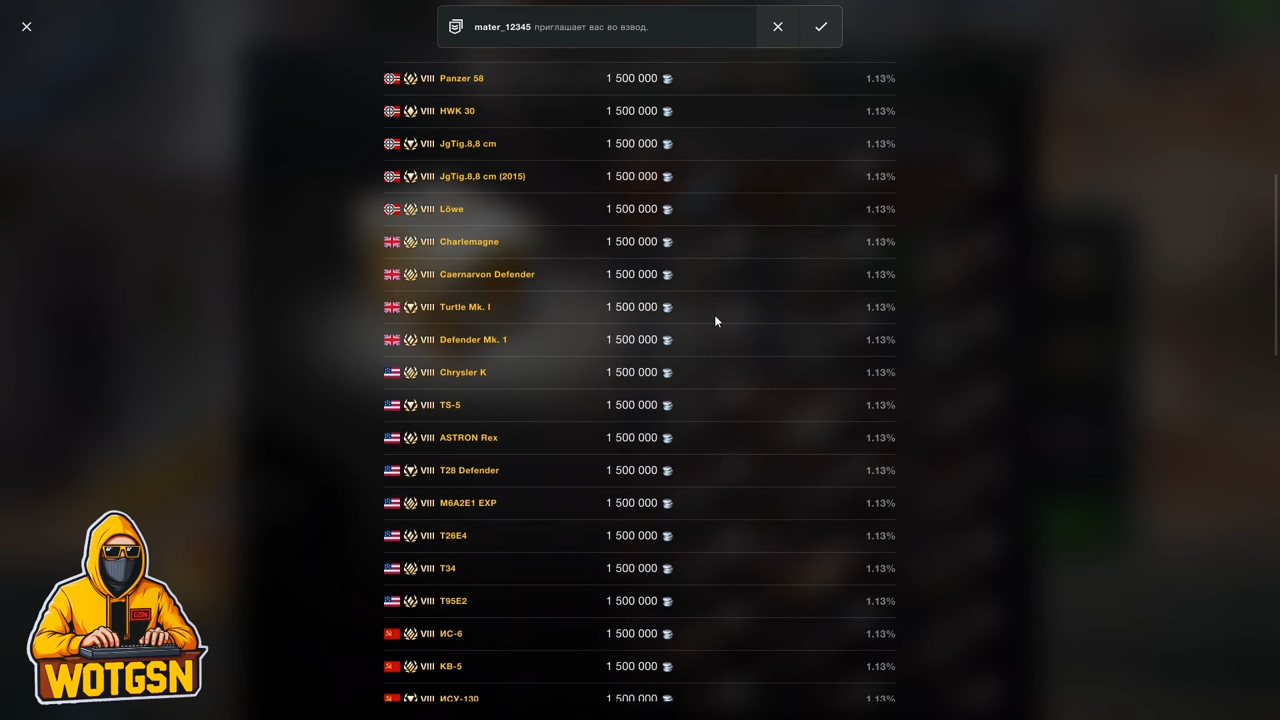 mater_12345 приглашает вас во взвод.
VIII Panzer 58 1 500 000 1.13%
VIII HWK 30 1 500 000 1.13%
VIII JgTig.8,8 cm 1 500 000 1.13%
VIII JgTig.8,8 cm (2015) 1 500 000 1.13%
VIII Löwe 1 500 000 1.13%
VIII Charlemagne 1 500 000 1.13%
VIII Caernarvon Defender 1 500 000 1.13%
VIII Turtle Mk. I 1 500 000 1.13%
VIII Defender Mk. 1 1 500 000 1.13%
VIII Chrysler K 1 500 000 1.13%
VIII TS-5 1 500 000 1.13%
VIII ASTRON Rex 1 500 000 1.13%
VIII T28 Defender 1 500 000 1.13%
VIII M6A2E1 EXP 1 500 000 1.13%
VIII T26E4 1 500 000 1.13%
VIII T34 1 500 000 1.13%
VIII T95E2 1 500 000 1.13%
VIII ИС-6 1 500 000 1.13%
VIII КВ-5 1 500 000 1.13%
VIII ИСУ-130 1 500 000 1.13%
GSN
WOTGSN